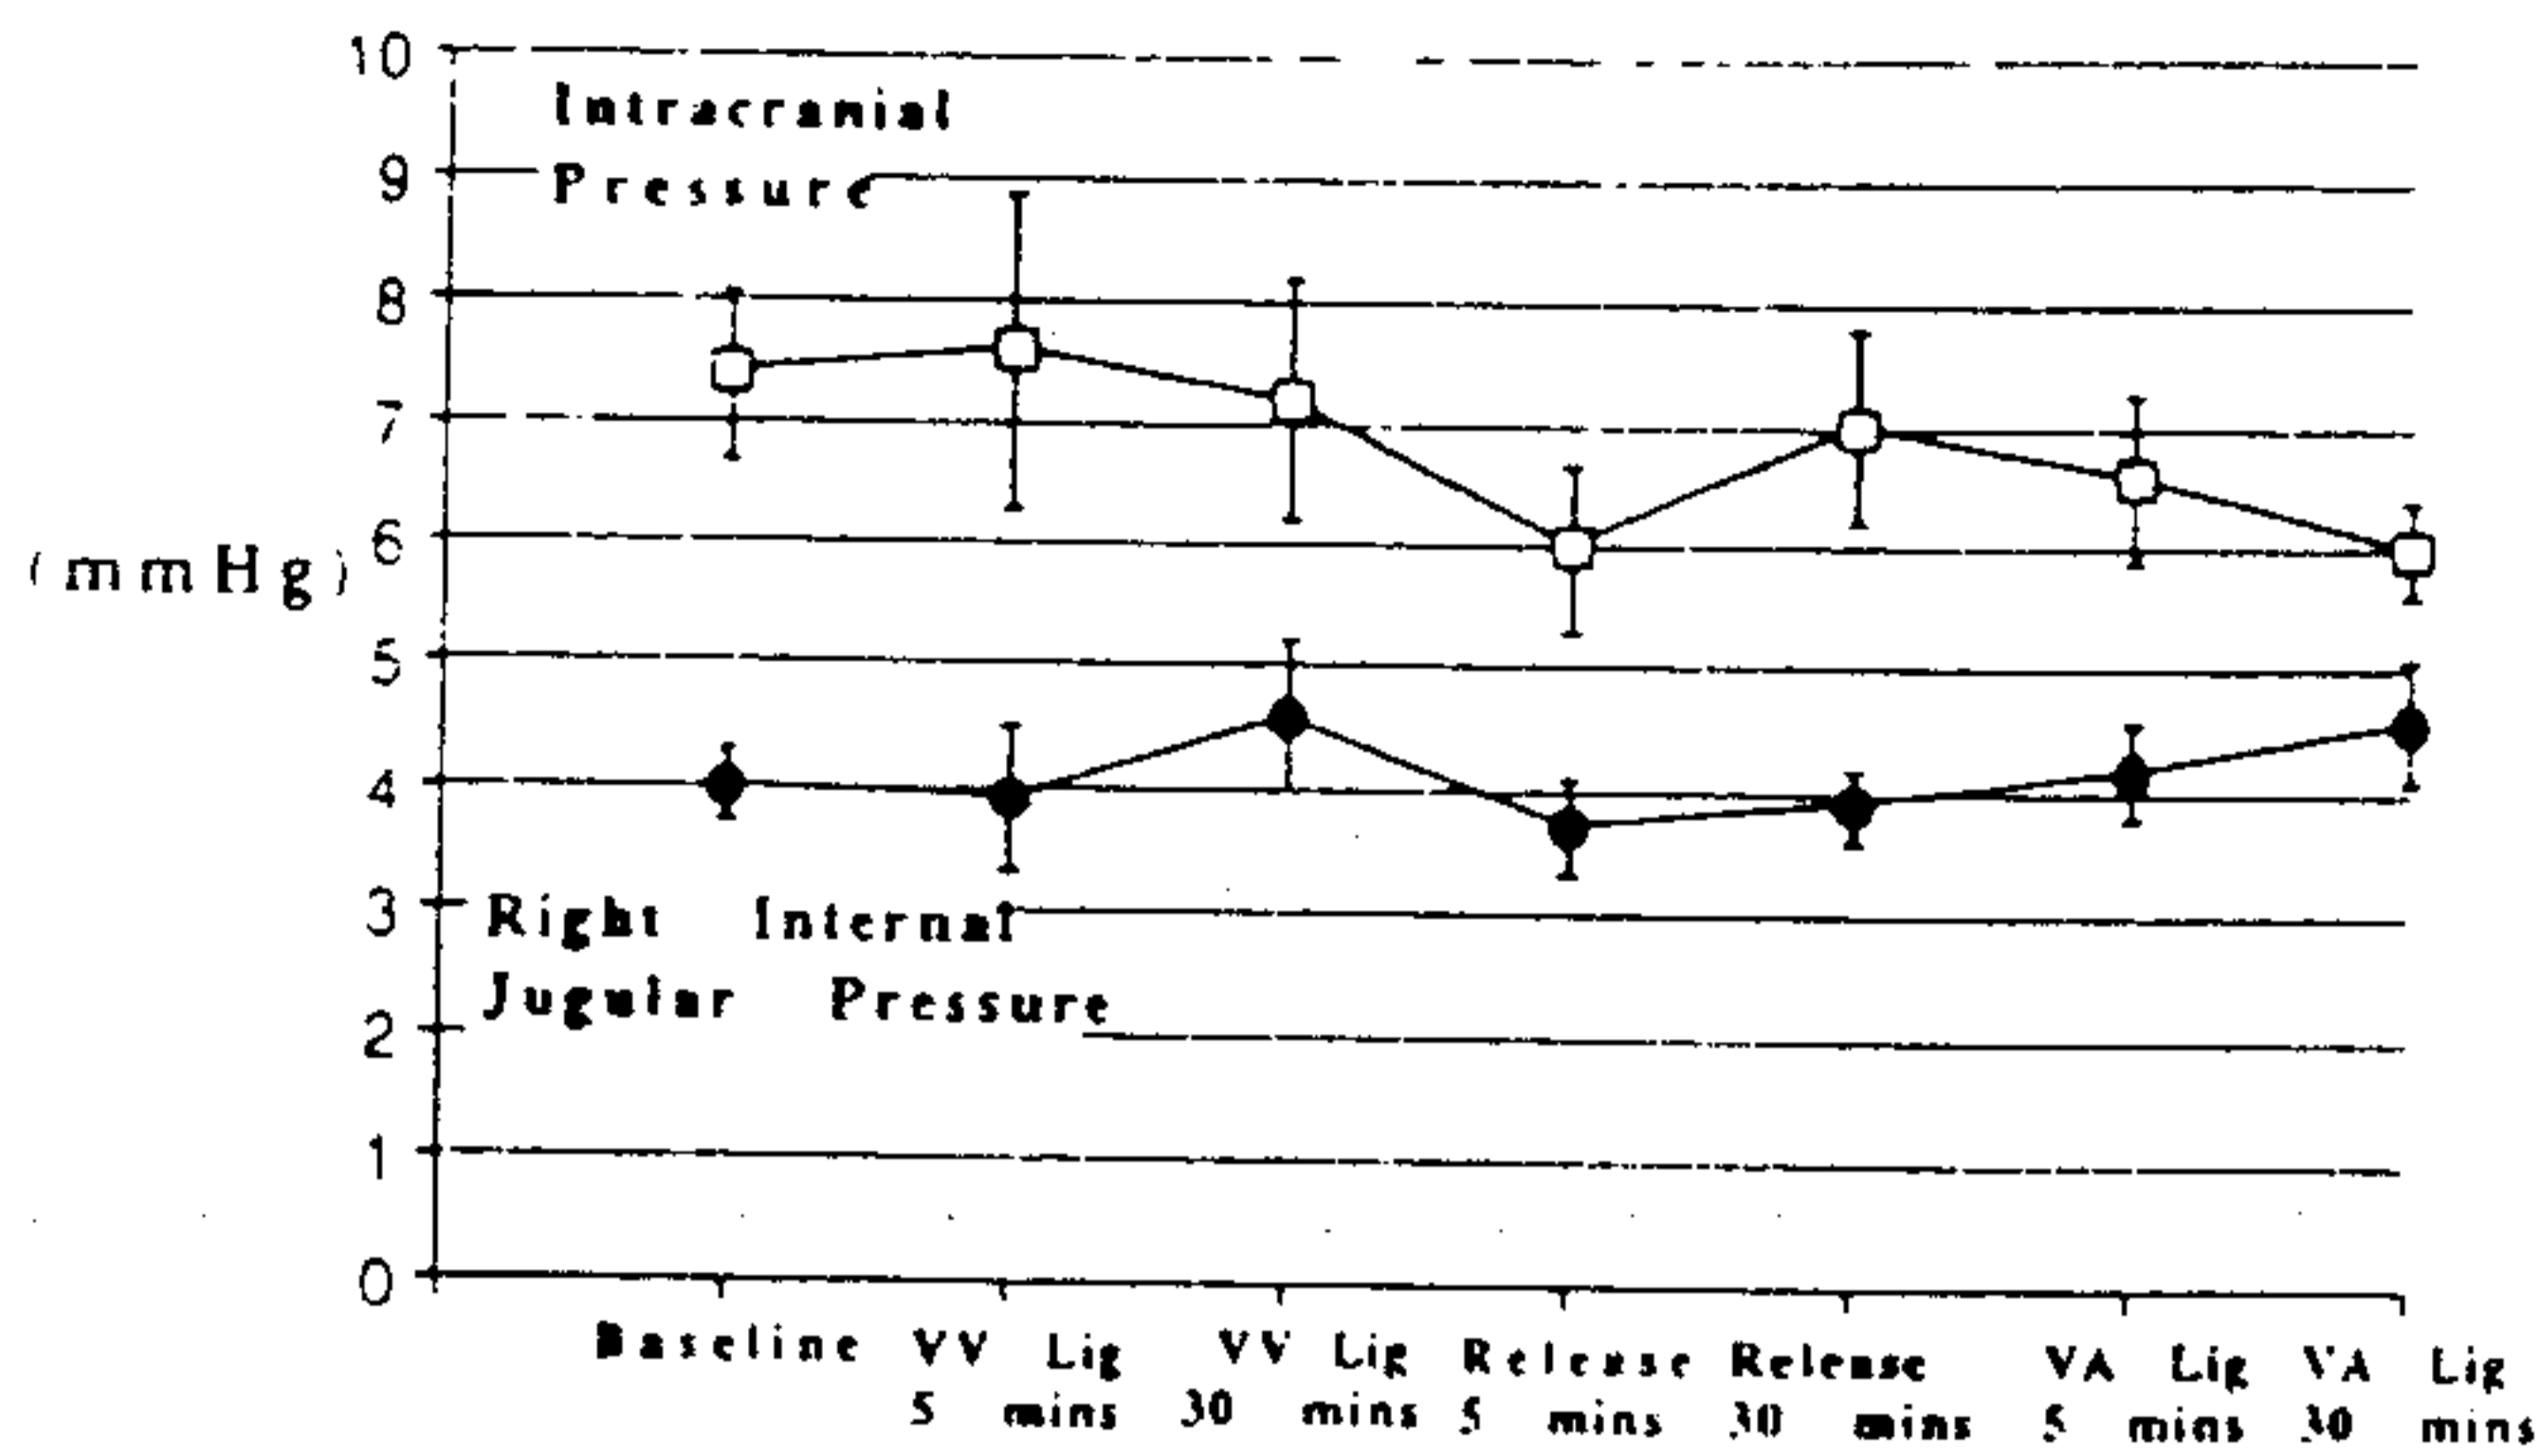 10
Intracranial
9
Pressure
8
7
(mmHg)
6
5
4
3
Right Internal
Jugular Pressure
2
1
0
Baseline VV Lig VV Lig Release Release VA Lig VA Lig
5 mins 30 mins 5 mins 30 mins 5 mins 30 mins